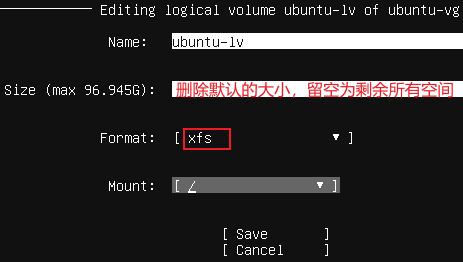 Editing logical volume ubuntu-lv of ubuntu-vg
Name: ubuntu-lv
Size (max 96.945G): 删除默认的大小，留空为剩余所有空间
Format: [ xfs ▼ ]
Mount: [ / ▼ ]
[ Save ]
[ Cancel ]